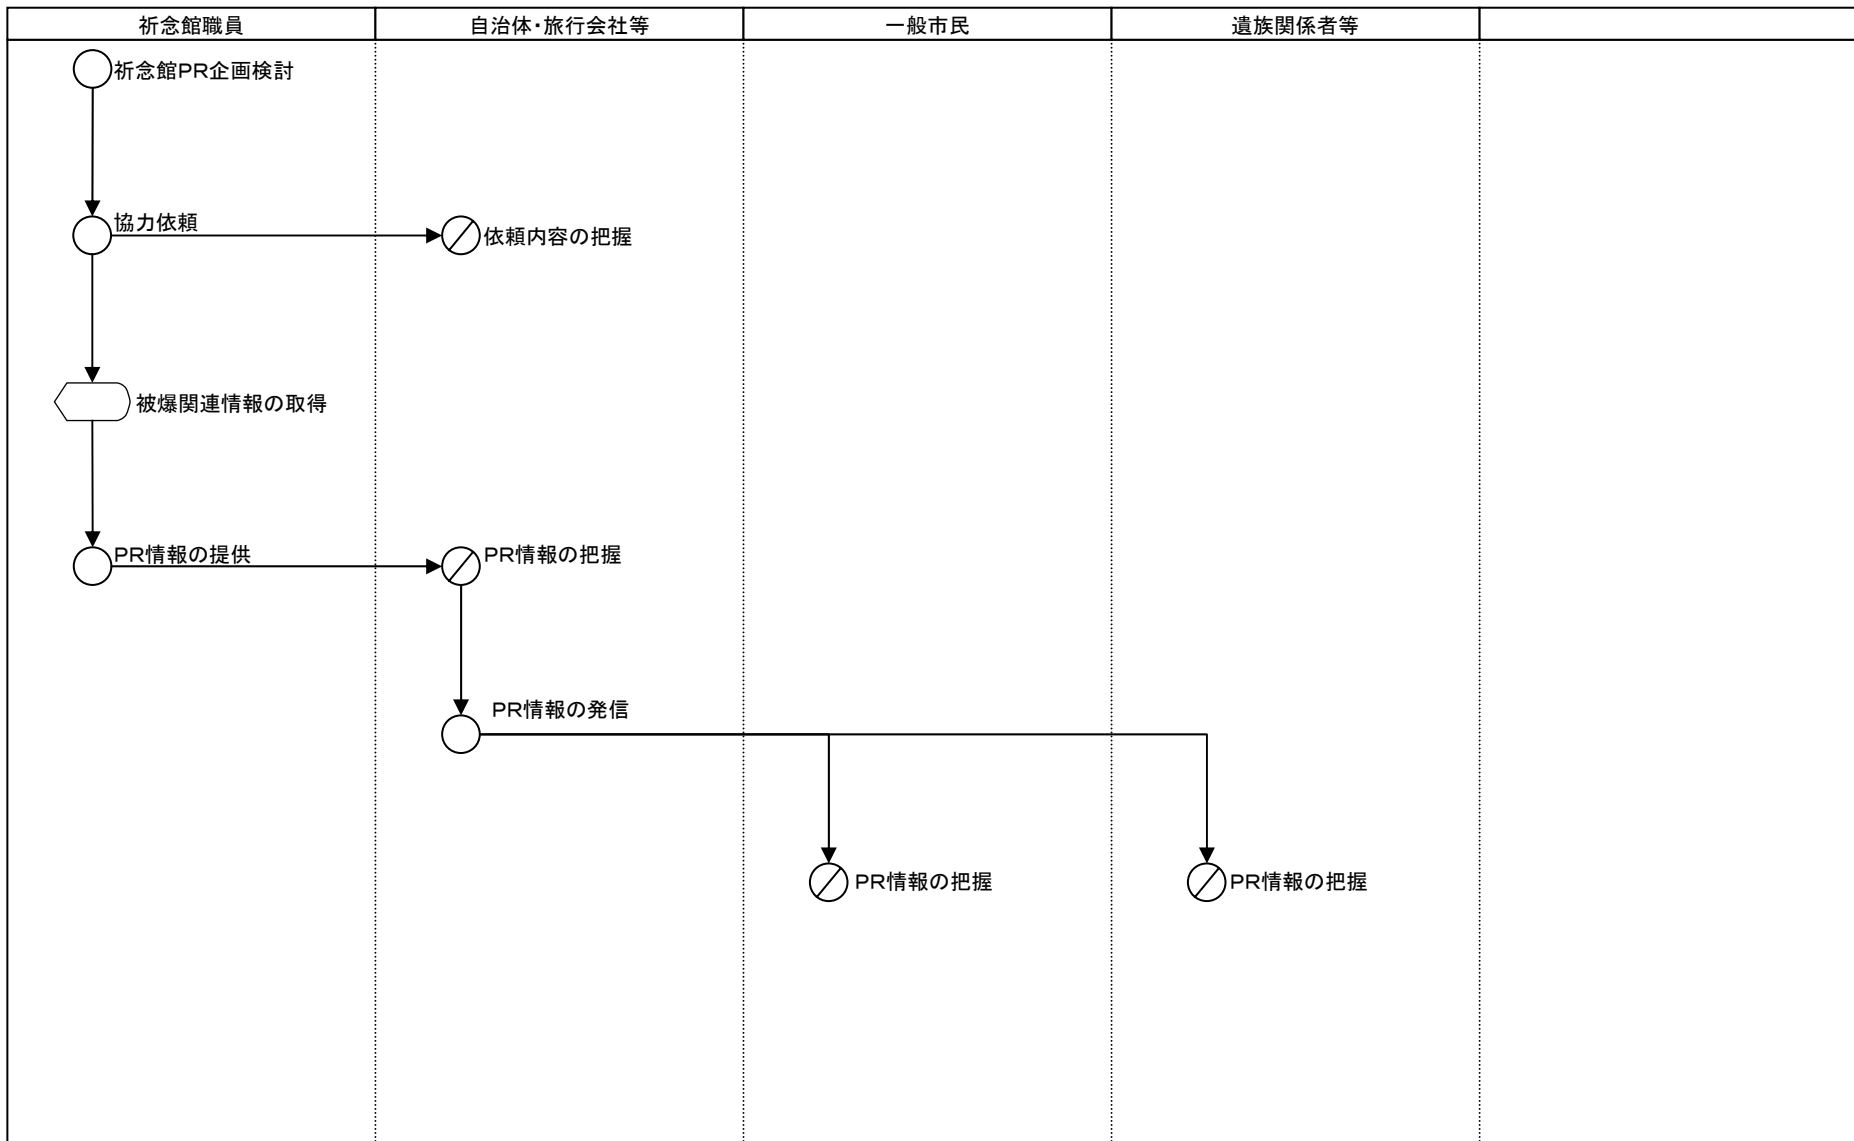 祈念館職員
自治体・旅行会社等
一般市民
遺族関係者等
祈念館PR企画検討
協力依頼
依頼内容の把握
被爆関連情報の取得
PR情報の提供
PR情報の把握
PR情報の発信
PR情報の把握
PR情報の把握